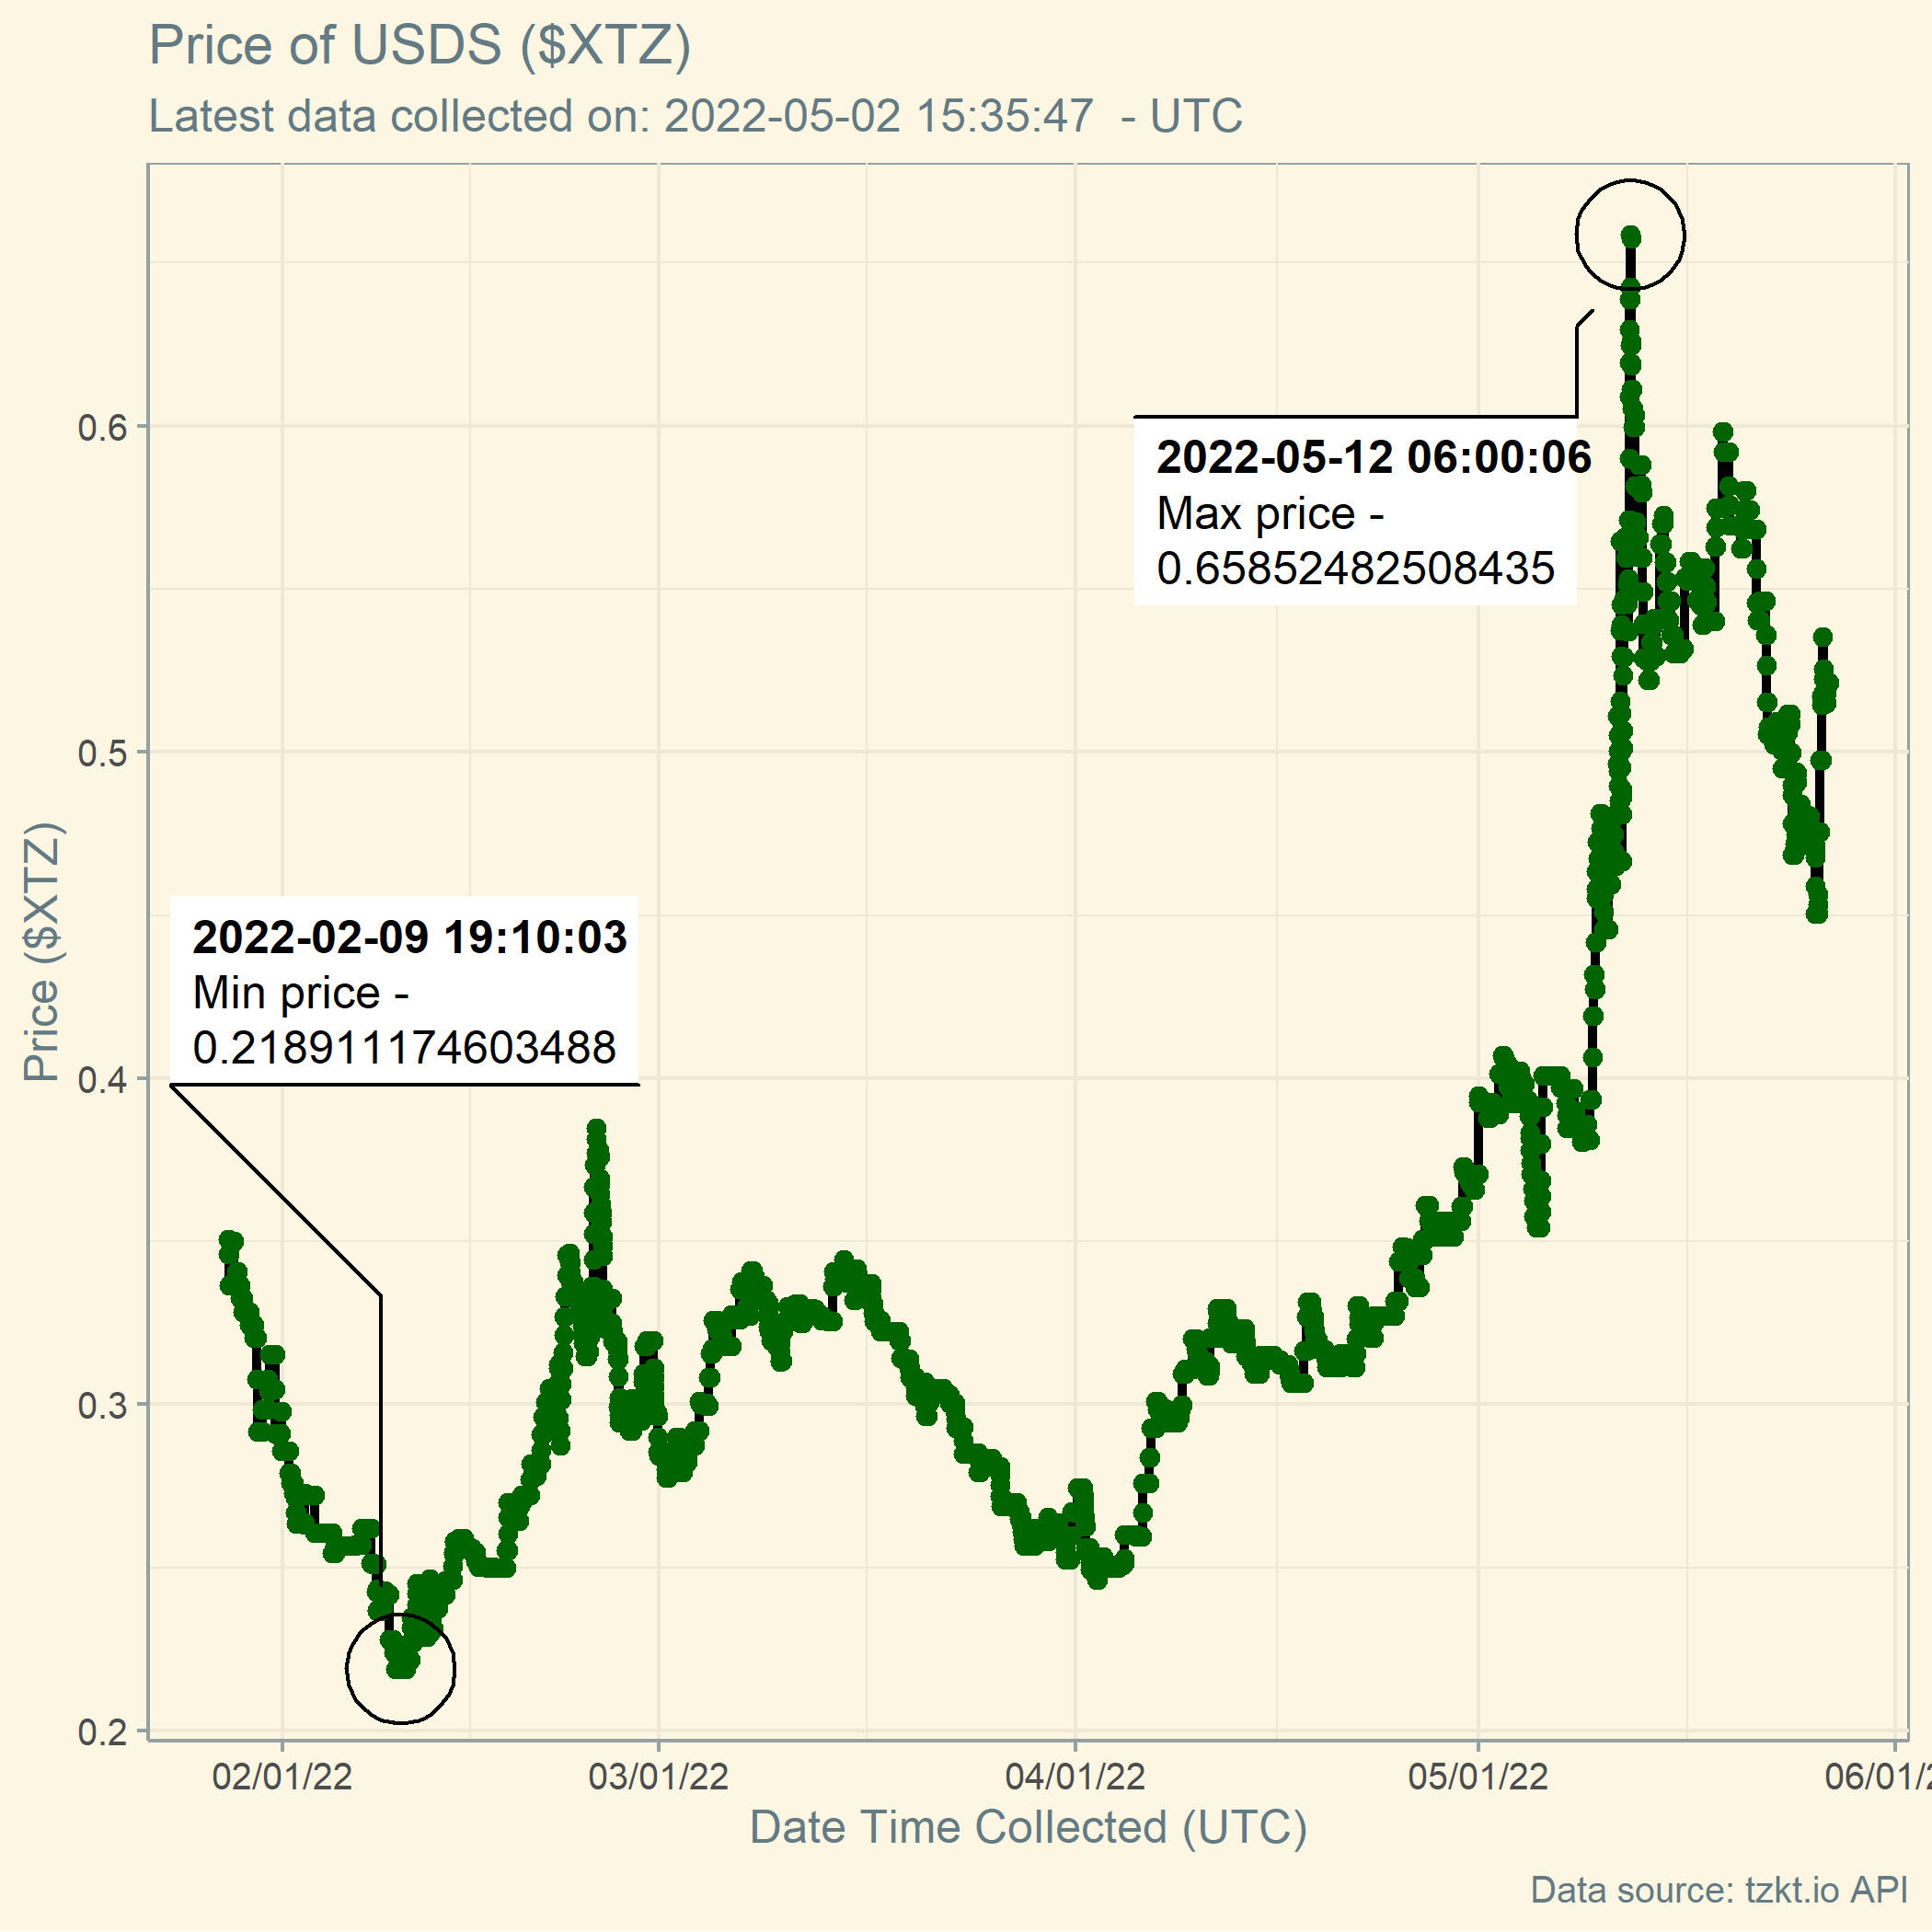 Price of USDS ($XTZ)
Latest data collected on: 2022-05-02 15:35:47  - UTC
2022-05-12 06:00:06
Max price -
0.65852482508435
2022-02-09 19:10:03
Min price -
0.218911174603488
Price ($XTZ)
0.6
0.5
0.4
0.3
0.2
02/01/22 03/01/22 04/01/22 05/01/22 06/01/2
Date Time Collected (UTC)
Data source: tzkt.io API